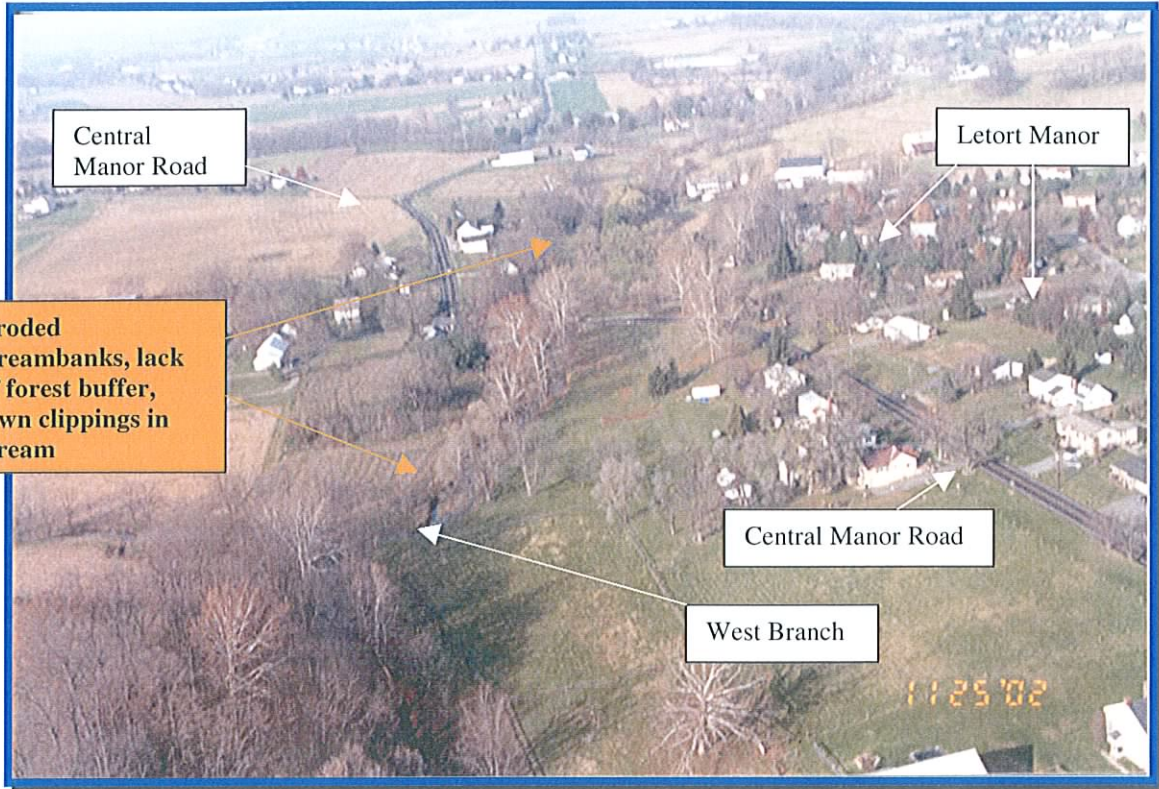 Central
Manor Road
Letort Manor
roded
reambanks, lack
f forest buffer,
wn clippings in
ream
Central Manor Road
West Branch
11 25 '02